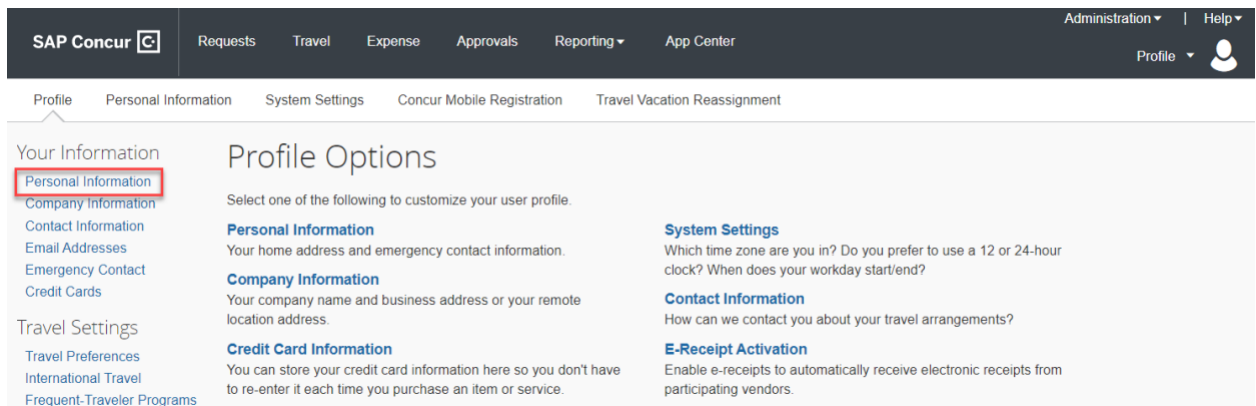 Administration | Help
SAP Concur C Requests Travel Expense Approvals Reporting App Center
Profile
Profile Personal Information System Settings Concur Mobile Registration Travel Vacation Reassignment
Your Information
Personal Information
Company Information
Contact Information
Email Addresses
Emergency Contact
Credit Cards
Travel Settings
Travel Preferences
International Travel
Frequent-Traveler Programs
Profile Options
Select one of the following to customize your user profile.
Personal Information
Your home address and emergency contact information.
Company Information
Your company name and business address or your remote
location address.
Credit Card Information
You can store your credit card information here so you don't have
to re-enter it each time you purchase an item or service.
System Settings
Which time zone are you in? Do you prefer to use a 12 or 24-hour
clock? When does your workday start/end?
Contact Information
How can we contact you about your travel arrangements?
E-Receipt Activation
Enable e-receipts to automatically receive electronic receipts from
participating vendors.